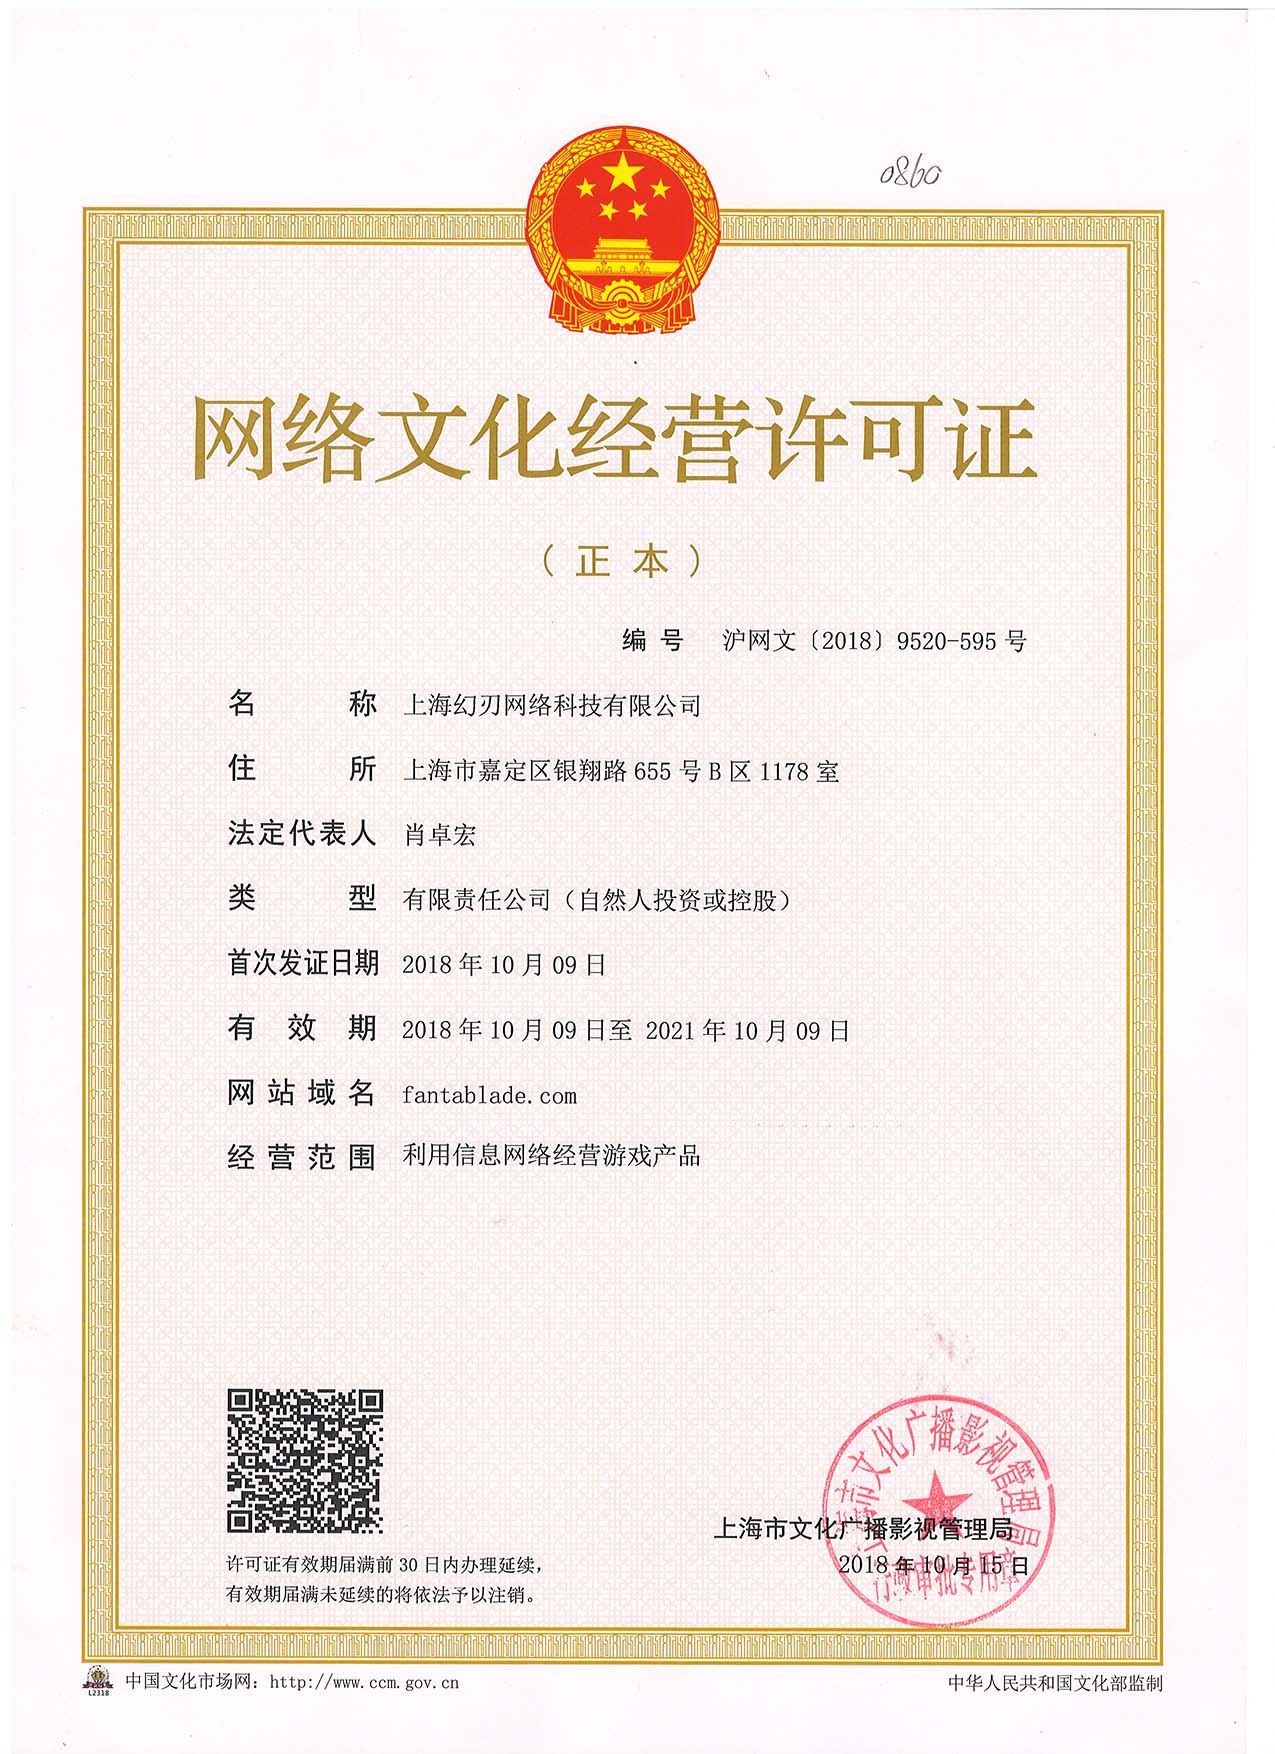 0860
网络文化经营许可证
（正本）
编号 沪网文〔2018〕9520-595号
名称 上海幻刃网络科技有限公司
住所 上海市嘉定区银翔路655号B区1178室
法定代表人 肖卓宏
类型 有限责任公司（自然人投资或控股）
首次发证日期 2018年10月09日
有效期 2018年10月09日至 2021年10月09日
网站域名 fantablade.com
经营范围 利用信息网络经营游戏产品
上海市文化广播影视管理局
行政审批专用章
上海市文化广播影视管理局
2018年10月15日
许可证有效期届满前30日内办理延续，
有效期届满未延续的将依法予以注销。
L2318
中国文化市场网：http://www.ccm.gov.cn
中华人民共和国文化部监制